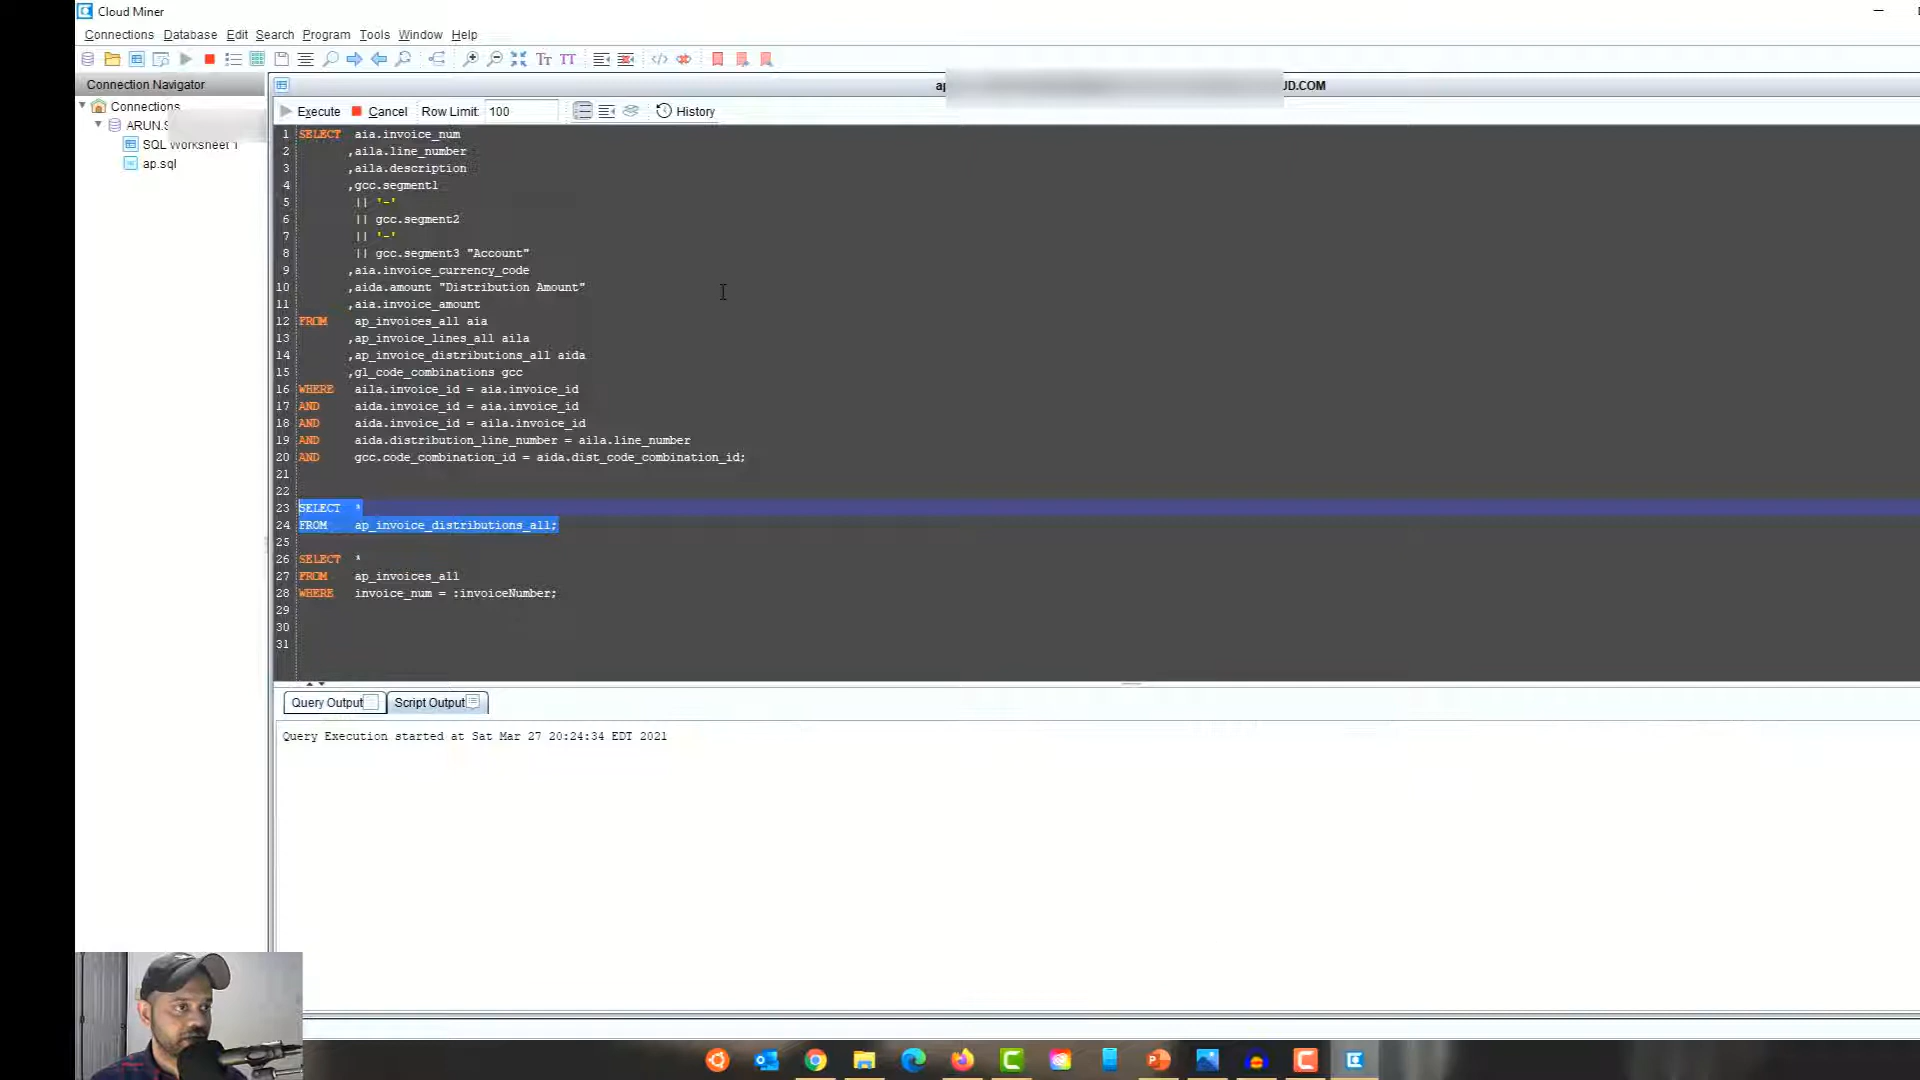 Cloud Miner
Connections Database Edit Search Program Tools Window Help
Connection Navigator
Connections
ARUN.S
SQL Worksheet 1
ap.sql
ap JD.COM
Execute Cancel Row Limit: 100 History
1 SELECT aia.invoice_num
2 ,aila.line_number
3 ,aila.description
4 ,gcc.segment1
5 || '-'
6 || gcc.segment2
7 || '-'
8 || gcc.segment3 "Account"
9 ,aia.invoice_currency_code
10 ,aida.amount "Distribution Amount"
11 ,aia.invoice_amount
12 FROM ap_invoices_all aia
13 ,ap_invoice_lines_all aila
14 ,ap_invoice_distributions_all aida
15 ,gl_code_combinations gcc
16 WHERE aila.invoice_id = aia.invoice_id
17 AND aida.invoice_id = aia.invoice_id
18 AND aida.invoice_id = aila.invoice_id
19 AND aida.distribution_line_number = aila.line_number
20 AND gcc.code_combination_id = aida.dist_code_combination_id;
21
22
23 SELECT *
24 FROM ap_invoice_distributions_all;
25
26 SELECT *
27 FROM ap_invoices_all
28 WHERE invoice_num = :invoiceNumber;
29
30
31
Query Output Script Output
Query Execution started at Sat Mar 27 20:24:34 EDT 2021